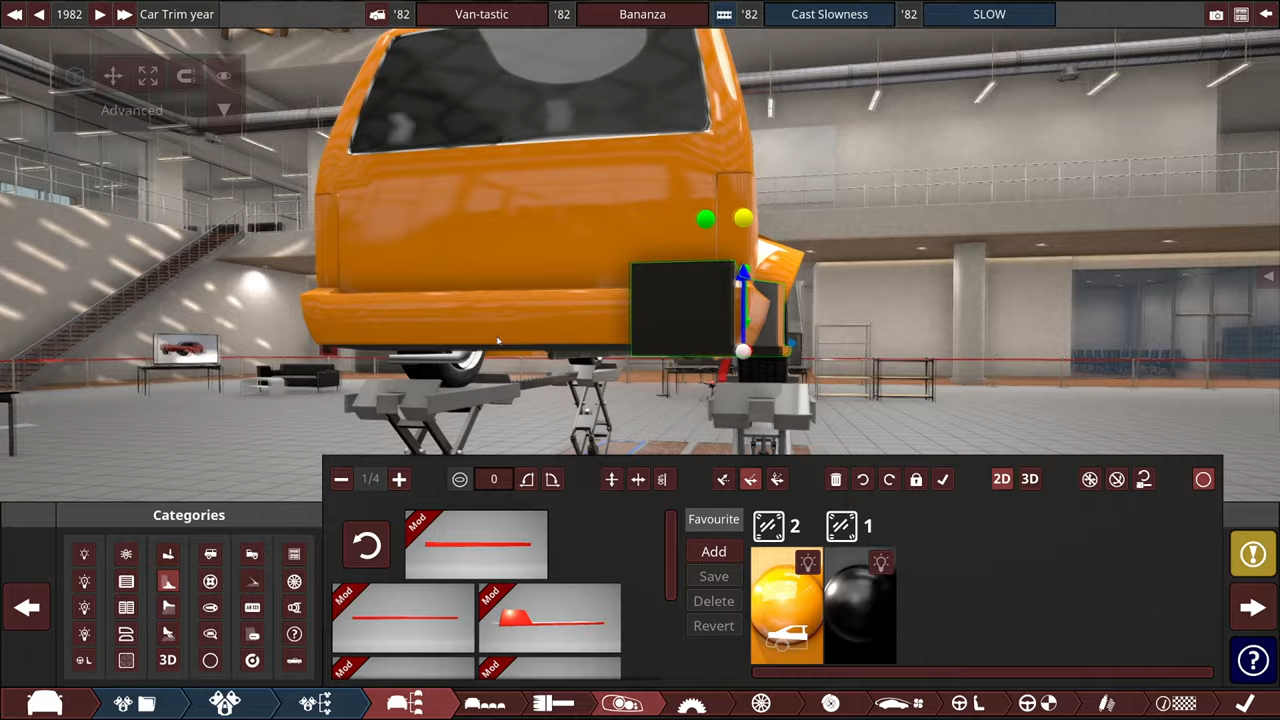 1982 Car Trim year '82 Van-tastic '82 Bananza '82 Cast Slowness '82 SLOW
Advanced
1/4 0 2D 3D
Categories
Mod
Favourite 2 1
Add
Save
Mod Mod
Delete
Revert
3D
Mod Mod